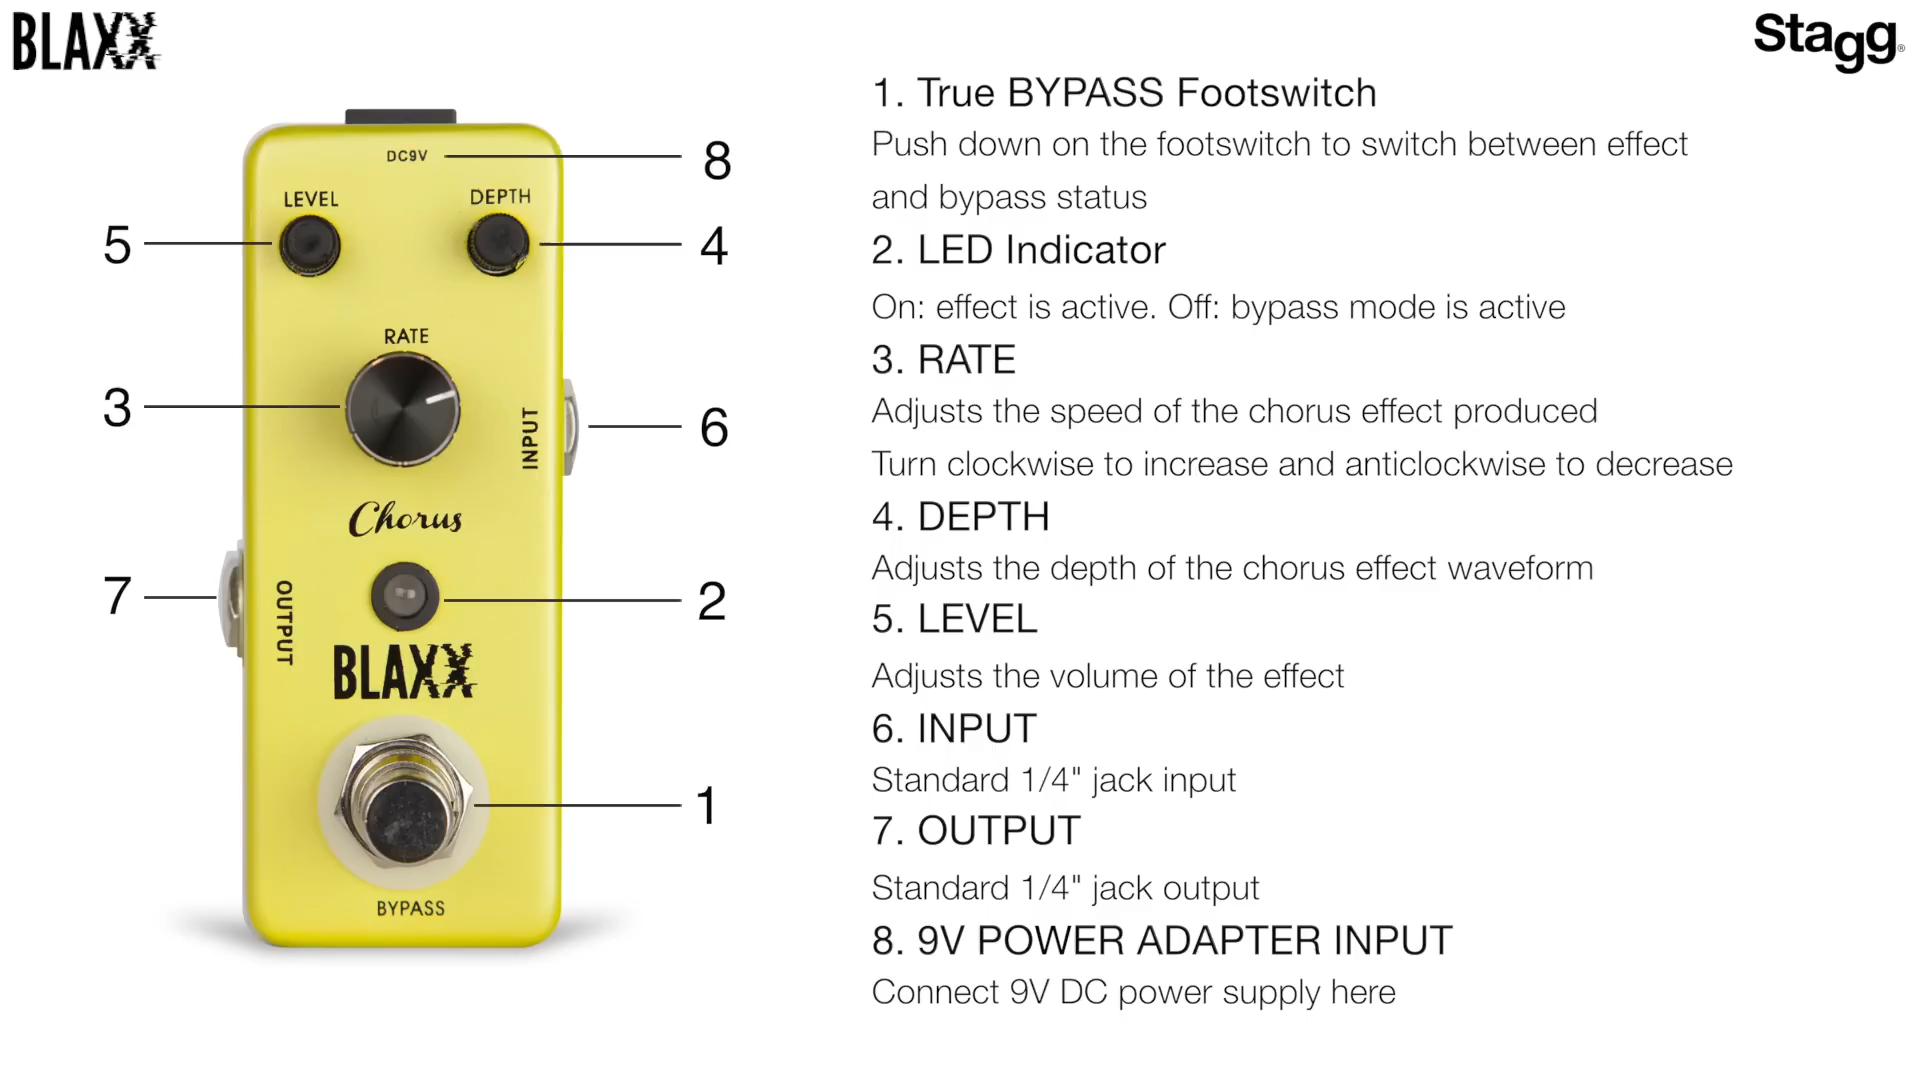 BLAXX
Stagg®
DC9V
8
LEVEL
DEPTH
5
4
RATE
3
INPUT
6
Chorus
7
OUTPUT
2
BLAXX
1
BYPASS
1. True BYPASS Footswitch
Push down on the footswitch to switch between effect
and bypass status
2. LED Indicator
On: effect is active. Off: bypass mode is active
3. RATE
Adjusts the speed of the chorus effect produced
Turn clockwise to increase and anticlockwise to decrease
4. DEPTH
Adjusts the depth of the chorus effect waveform
5. LEVEL
Adjusts the volume of the effect
6. INPUT
Standard 1/4" jack input
7. OUTPUT
Standard 1/4" jack output
8. 9V POWER ADAPTER INPUT
Connect 9V DC power supply here